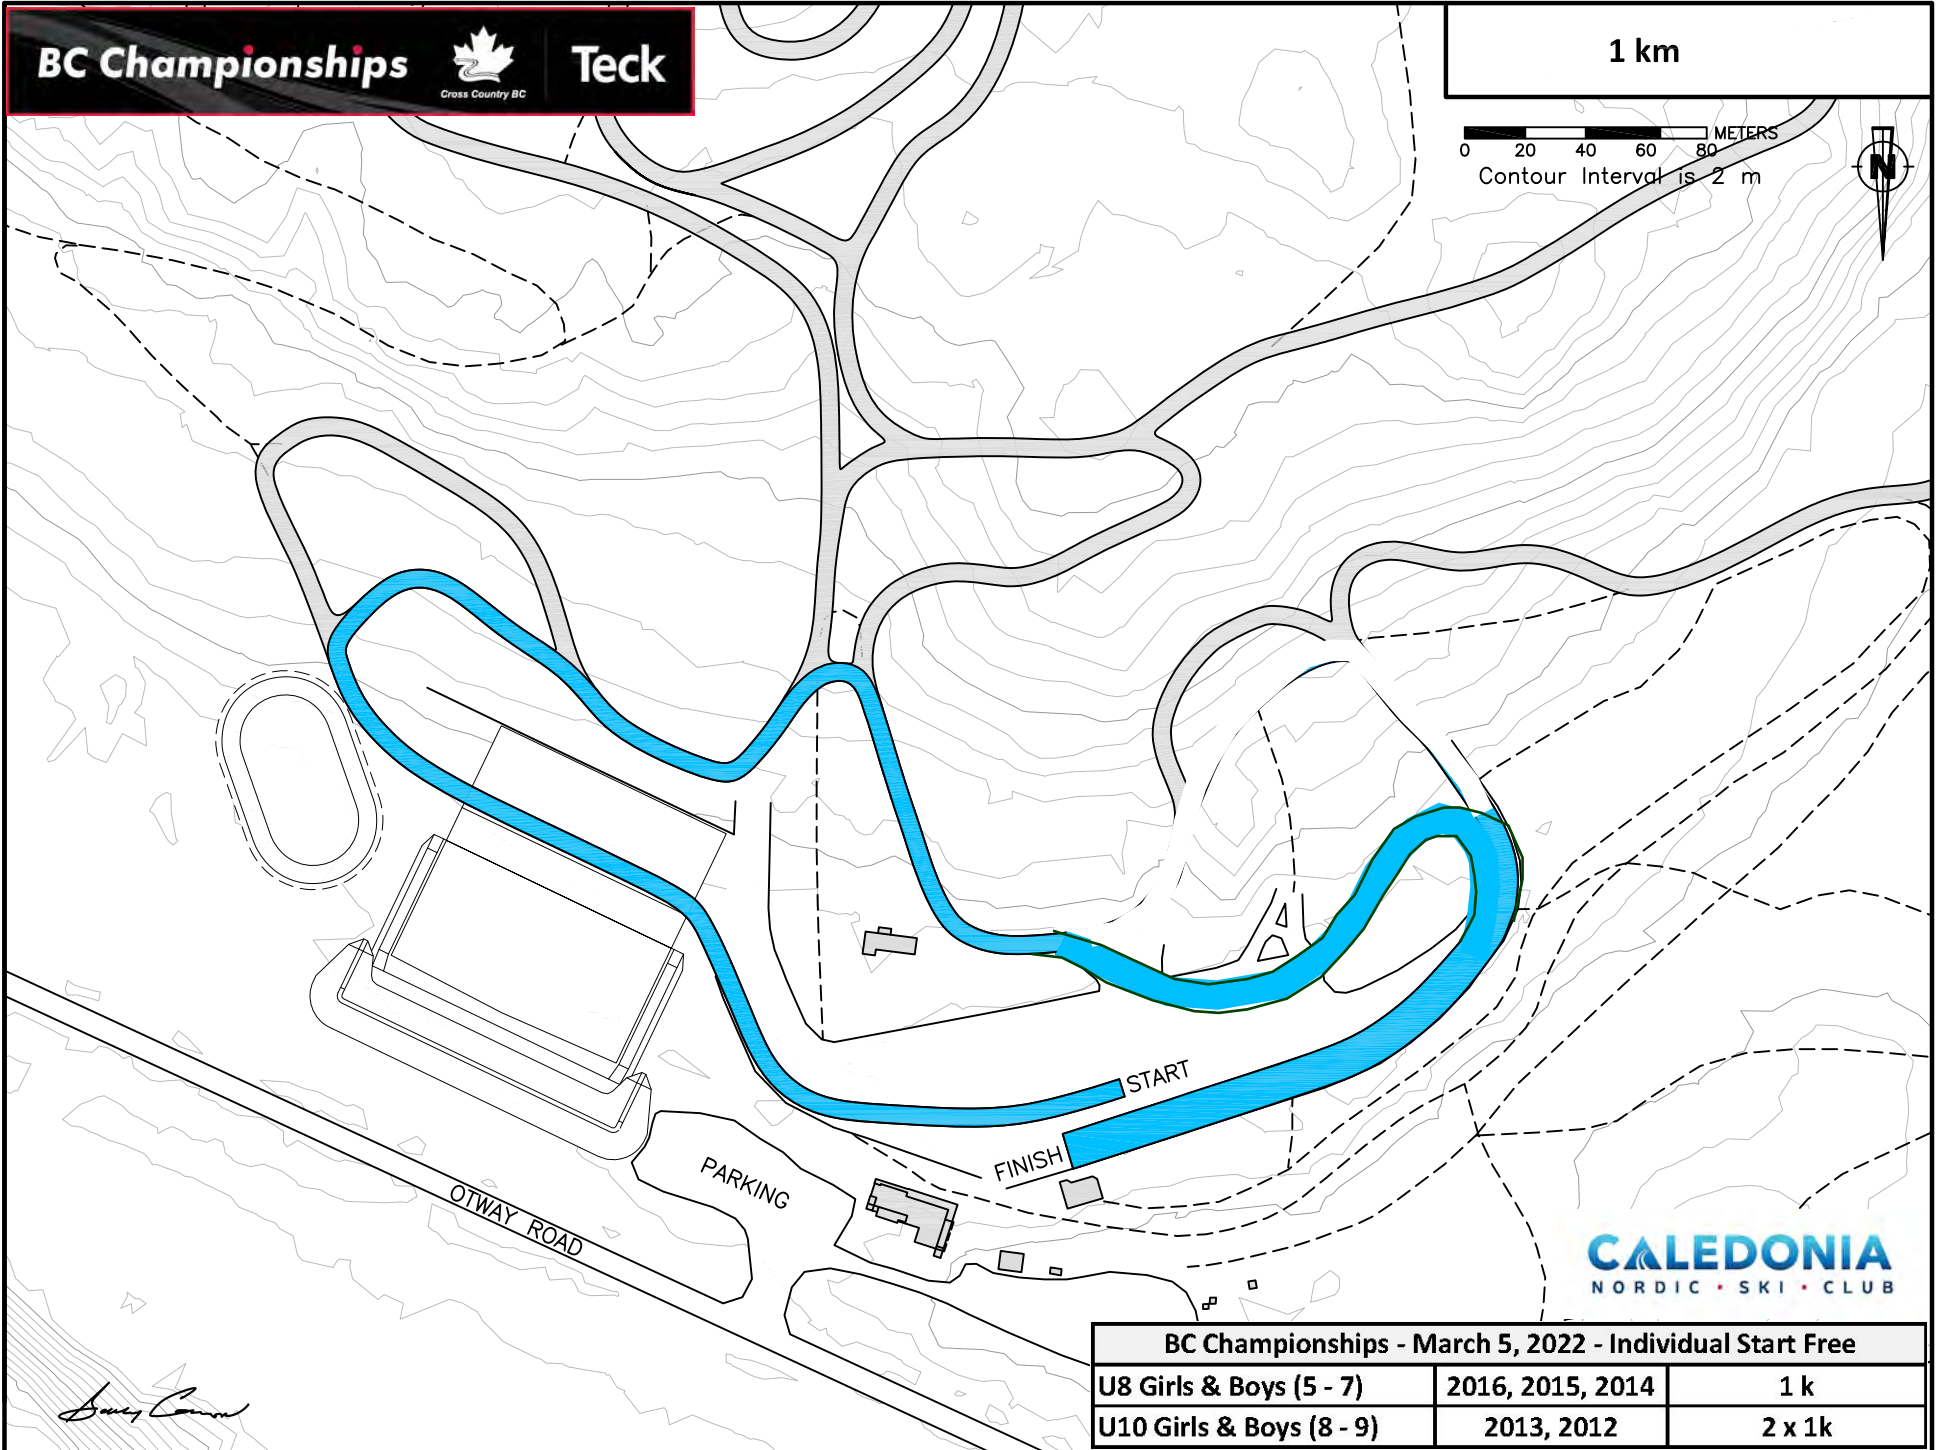 BC Championships
Cross Country BC
Teck
1 km
METERS
0 20 40 60 80
Contour Interval is 2 m
N
START
FINISH
PARKING
OTWAY ROAD
CALEDONIA
NORDIC • SKI • CLUB
BC Championships - March 5, 2022 - Individual Start Free
U8 Girls & Boys (5 - 7) 2016, 2015, 2014 1 k
U10 Girls & Boys (8 - 9) 2013, 2012 2 x 1k